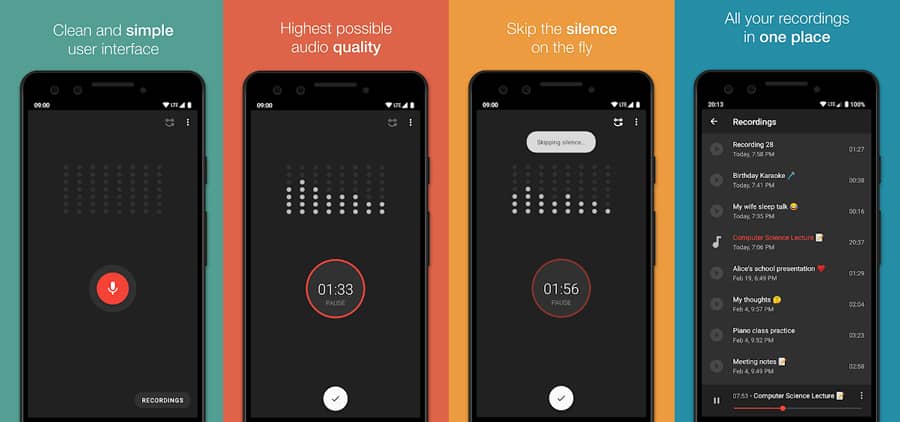 Clean and simple
user interface
09:00
LTE
RECORDINGS
Highest possible
audio quality
09:00
LTE
01:33
PAUSE
Skip the silence
on the fly
09:00
LTE
Skipping silence...
01:56
PAUSE
All your recordings
in one place
20:13
LTE 100%
Recordings
Recording 28
Today, 7:58 PM
01:27
Birthday Karaoke 🎤
Today, 7:41 PM
00:38
My wife sleep talk 😂
Today, 7:35 PM
00:16
Computer Science Lecture 📝
Today, 7:06 PM
20:37
Alice's school presentation ❤️
Feb 19, 6:49 PM
01:29
My thoughts 🤔
Feb 4, 9:57 PM
02:04
Piano class practice
Feb 4, 9:52 PM
03:23
Meeting notes 📝
Feb 4, 9:49 PM
02:58
07:53 • Computer Science Lecture 📝